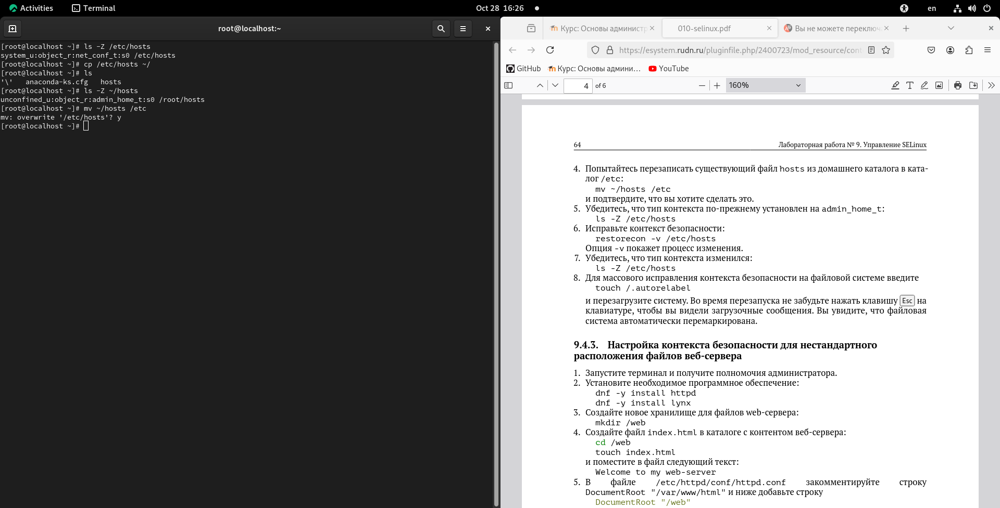 Activities Terminal Oct 28 16:26 en
root@localhost:~
[root@localhost ~]# ls -Z /etc/hosts
system_u:object_r:net_conf_t:s0 /etc/hosts
[root@localhost ~]# cp /etc/hosts ~/
[root@localhost ~]# ls
'\' anaconda-ks.cfg hosts
[root@localhost ~]# ls -Z ~/hosts
unconfined_u:object_r:admin_home_t:s0 /root/hosts
[root@localhost ~]# mv ~/hosts /etc
mv: overwrite '/etc/hosts'? y
[root@localhost ~]#
Курс: Основы администр 010-selinux.pdf Вы не можете переключи
https://esystem.rudn.ru/pluginfile.php/2400723/mod_resource/cont
GitHub Курс: Основы админи… YouTube
4 of 6 160%
64 Лабораторная работа № 9. Управление SELinux
4. Попытайтесь перезаписать существующий файл hosts из домашнего каталога в ката-
лог /etc:
mv ~/hosts /etc
и подтвердите, что вы хотите сделать это.
5. Убедитесь, что тип контекста по-прежнему установлен на admin_home_t:
ls -Z /etc/hosts
6. Исправьте контекст безопасности:
restorecon -v /etc/hosts
Опция -v покажет процесс изменения.
7. Убедитесь, что тип контекста изменился:
ls -Z /etc/hosts
8. Для массового исправления контекста безопасности на файловой системе введите
touch /.autorelabel
и перезагрузите систему. Во время перезапуска не забудьте нажать клавишу Esc на
клавиатуре, чтобы вы видели загрузочные сообщения. Вы увидите, что файловая
система автоматически перемаркирована.
9.4.3. Настройка контекста безопасности для нестандартного
расположения файлов веб-сервера
1. Запустите терминал и получите полномочия администратора.
2. Установите необходимое программное обеспечение:
dnf -y install httpd
dnf -y install lynx
3. Создайте новое хранилище для файлов web-сервера:
mkdir /web
4. Создайте файл index.html в каталоге с контентом веб-сервера:
cd /web
touch index.html
и поместите в файл следующий текст:
Welcome to my web-server
5. В файле /etc/httpd/conf/httpd.conf закомментируйте строку
DocumentRoot "/var/www/html" и ниже добавьте строку
DocumentRoot "/web"